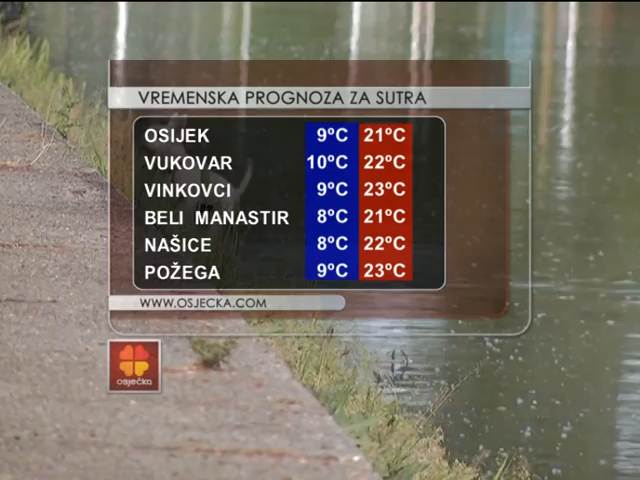 VREMENSKA PROGNOZA ZA SUTRA
OSIJEK 9ºC 21ºC
VUKOVAR 10ºC 22ºC
VINKOVCI 9ºC 23ºC
BELI MANASTIR 8ºC 21ºC
NAŠICE 8ºC 22ºC
POŽEGA 9ºC 23ºC
WWW.OSJECKA.COM
osječka